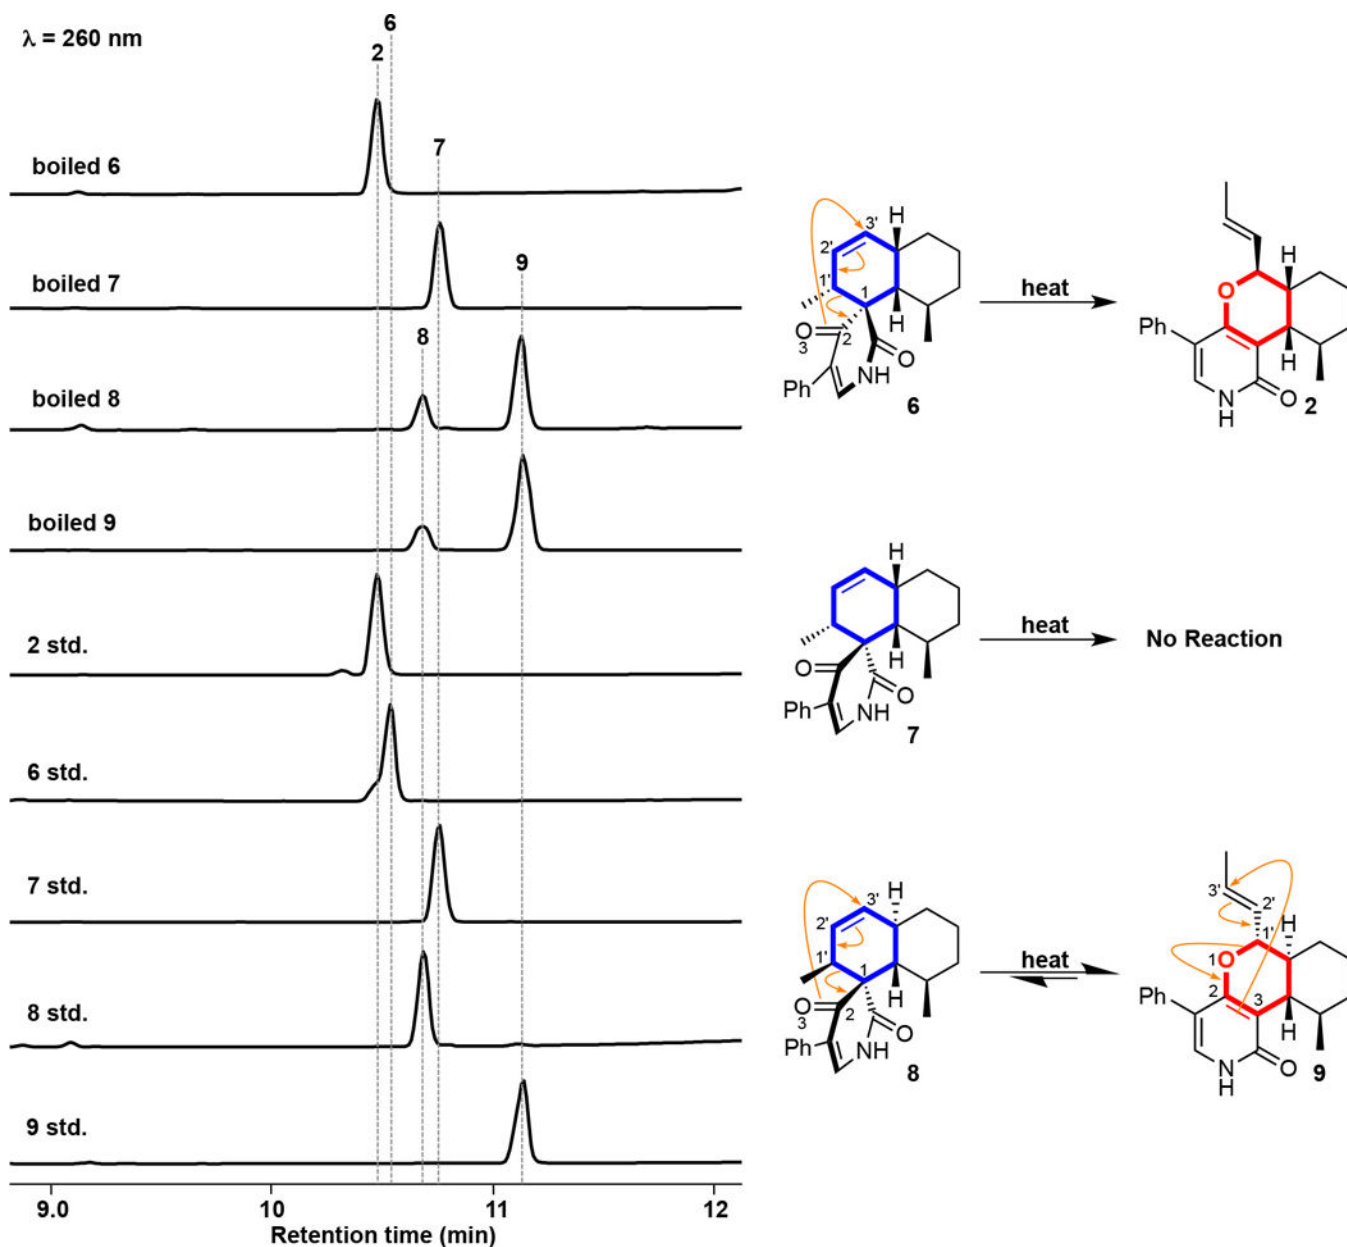 λ = 260 nm
6
2
boiled 6
7
boiled 7
9
8
boiled 8
boiled 9
2 std.
6 std.
7 std.
8 std.
9 std.
9.0 10 11 12
Retention time (min)
H
3'
2'
1'
1
H
O
3
2
O
Ph
NH
6
heat
H
O
H
Ph
O
N
H
2
H
H
O
O
Ph
NH
7
heat
No Reaction
H
3'
2'
1'
1
H
O
3
2
O
Ph
NH
8
heat
3'
2'
1'
H
1
O
2
3
H
Ph
O
N
H
9